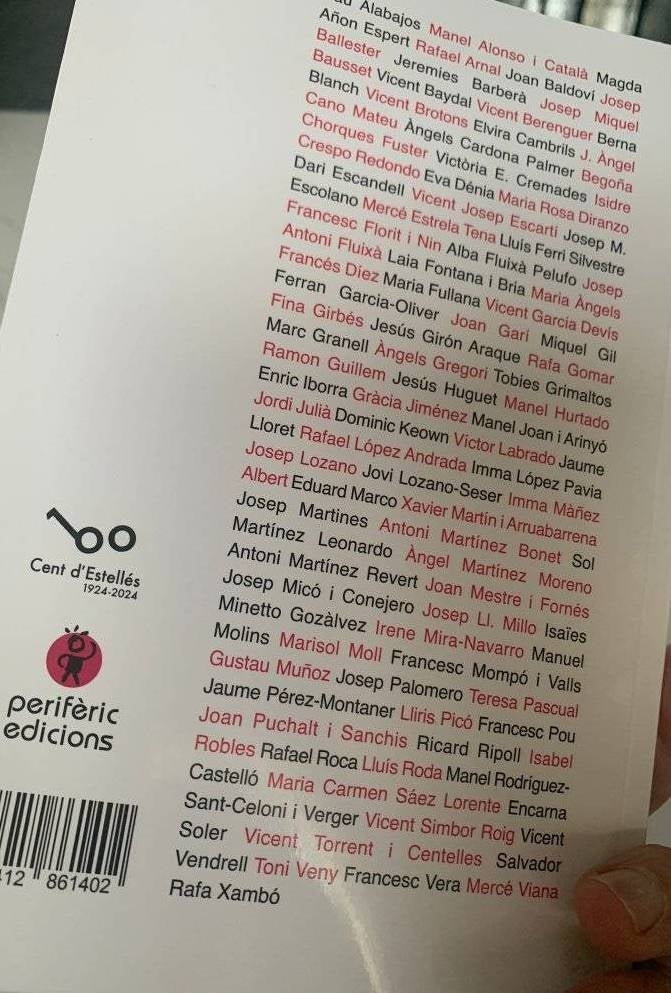 Alabajos Manel Alonso i Català Magda
Añon Espert Rafael Arnal Joan Baldoví Josep
Ballester Jeremies Barberà Josep Miquel
Bausset Vicent Baydal Vicent Berenguer Berna
Blanch Vicent Brotons Elvira Cambrils J. Àngel
Cano Mateu Àngels Cardona Palmer Begoña
Chorques Fuster Victòria E. Cremades Isidre
Crespo Redondo Eva Dénia Maria Rosa Diranzo
Dari Escandell Vicent Josep Escartí Josep M.
Escolano Mercé Estrela Tena Lluís Ferri Silvestre
Francesc Florit i Nin Alba Fluixà Pelufo Josep
Antoni Fluixà Laia Fontana i Bria Maria Àngels
Francés Díez Maria Fullana Vicent Garcia Devís
Ferran Garcia-Oliver Joan Garí Miquel Gil
Fina Girbés Jesús Girón Araque Rafa Gomar
Marc Granell Àngels Gregori Tobies Grimaltos
Ramon Guillem Jesús Huguet Manel Hurtado
Enric Iborra Gràcia Jiménez Manel Joan i Arinyó
Jordi Julià Dominic Keown Víctor Labrado Jaume
Lloret Rafael López Andrada Imma López Pavia
Josep Lozano Jovi Lozano-Seser Imma Màñez
Albert Eduard Marco Xavier Martín i Arruabarrena
Josep Martines Antoni Martínez Bonet Sol
Martínez Leonardo Àngel Martínez Moreno
Antoni Martínez Revert Joan Mestre i Fornés
Josep Micó i Conejero Josep Ll. Millo Isaïes
Minetto Gozàlvez Irene Mira-Navarro Manuel
Molins Marisol Moll Francesc Mompó i Valls
Gustau Muñoz Josep Palomero Teresa Pascual
Jaume Pérez-Montaner Lliris Picó Francesc Pou
Joan Puchalt i Sanchis Ricard Ripoll Isabel
Robles Rafael Roca Lluís Roda Manel Rodríguez-
Castelló Maria Carmen Sáez Lorente Encarna
Sant-Celoni i Verger Vicent Simbor Roig Vicent
Soler Vicent Torrent i Centelles Salvador
Vendrell Toni Veny Francesc Vera Mercé Viana
Rafa Xambó
100
Cent d'Estellés
1924-2024
perifèric
edicions
412 861402